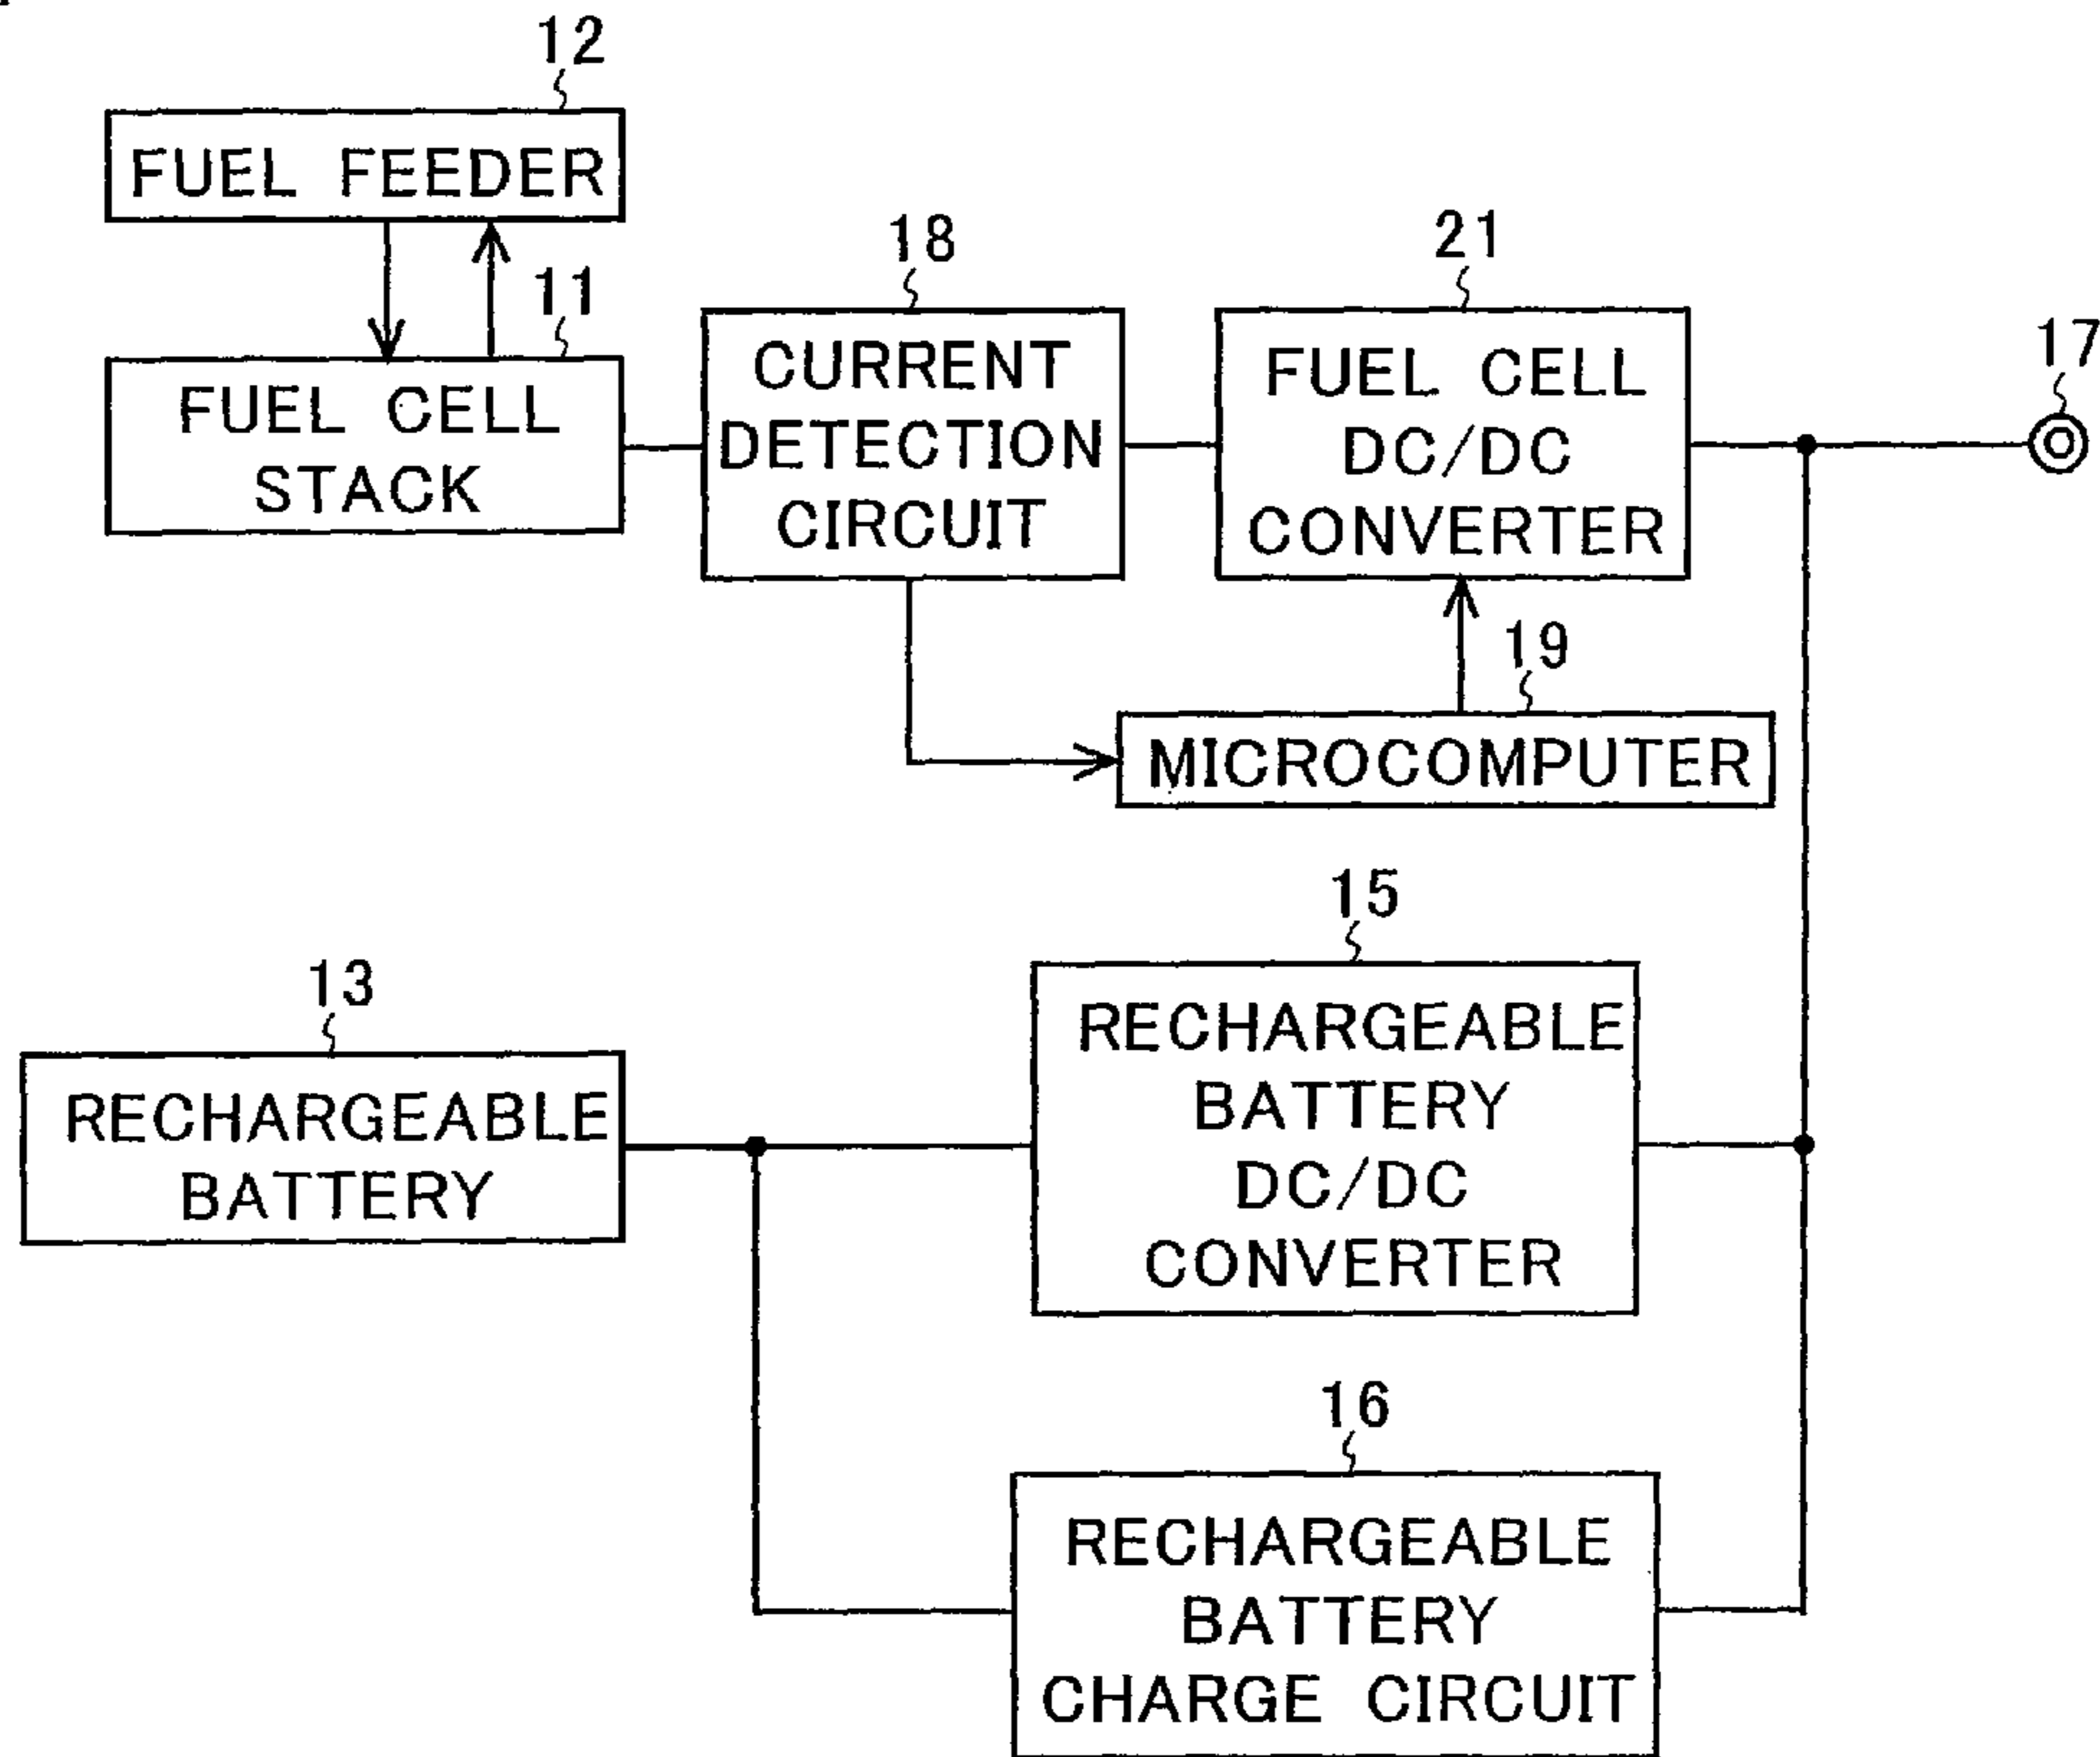 12
FUEL FEEDER
11
FUEL CELL
STACK
18
CURRENT
DETECTION
CIRCUIT
21
FUEL CELL
DC/DC
CONVERTER
17
19
MICROCOMPUTER
13
RECHARGEABLE
BATTERY
15
RECHARGEABLE
BATTERY
DC/DC
CONVERTER
16
RECHARGEABLE
BATTERY
CHARGE CIRCUIT